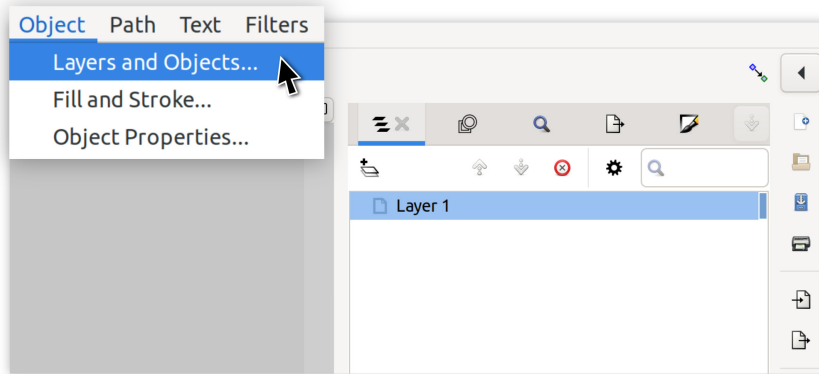 Object Path Text Filters
Layers and Objects...
Fill and Stroke...
Object Properties...
Layer 1